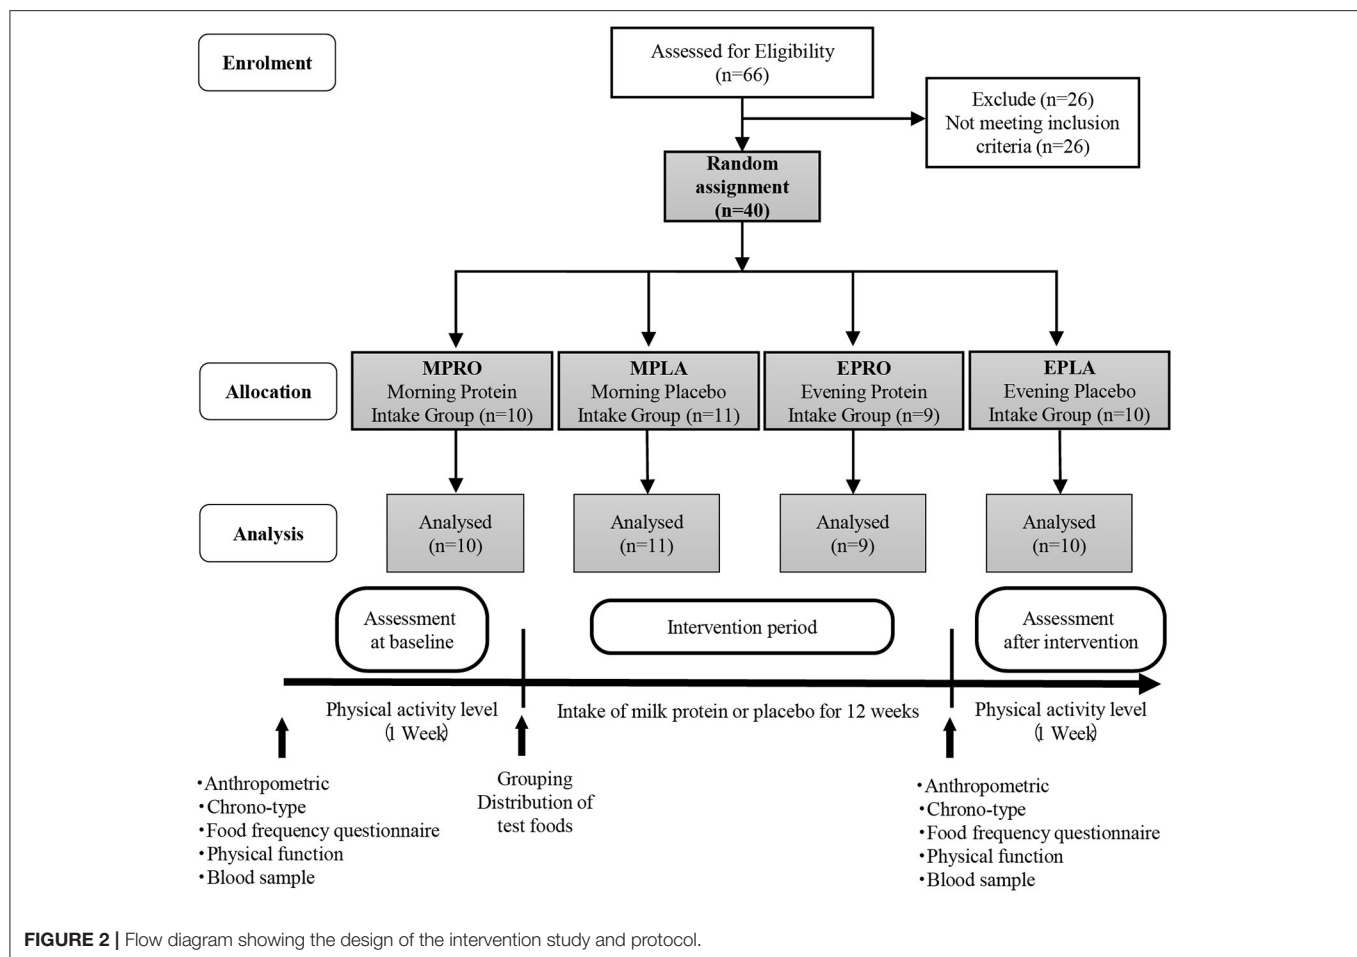 Enrolment
Assessed for Eligibility
(n=66)
Exclude (n=26)
Not meeting inclusion
criteria (n=26)
Random
assignment
(n=40)
Allocation
MPRO
Morning Protein
Intake Group (n=10)
MPLA
Morning Placebo
Intake Group (n=11)
EPRO
Evening Protein
Intake Group (n=9)
EPLA
Evening Placebo
Intake Group (n=10)
Analysis
Analysed
(n=10)
Analysed
(n=11)
Analysed
(n=9)
Analysed
(n=10)
Assessment
at baseline
Intervention period
Assessment
after intervention
Physical activity level
(1 Week)
Intake of milk protein or placebo for 12 weeks
Physical activity level
(1 Week)
・Anthropometric
・Chrono-type
・Food frequency questionnaire
・Physical function
・Blood sample
Grouping
Distribution of
test foods
・Anthropometric
・Chrono-type
・Food frequency questionnaire
・Physical function
・Blood sample
FIGURE 2 | Flow diagram showing the design of the intervention study and protocol.